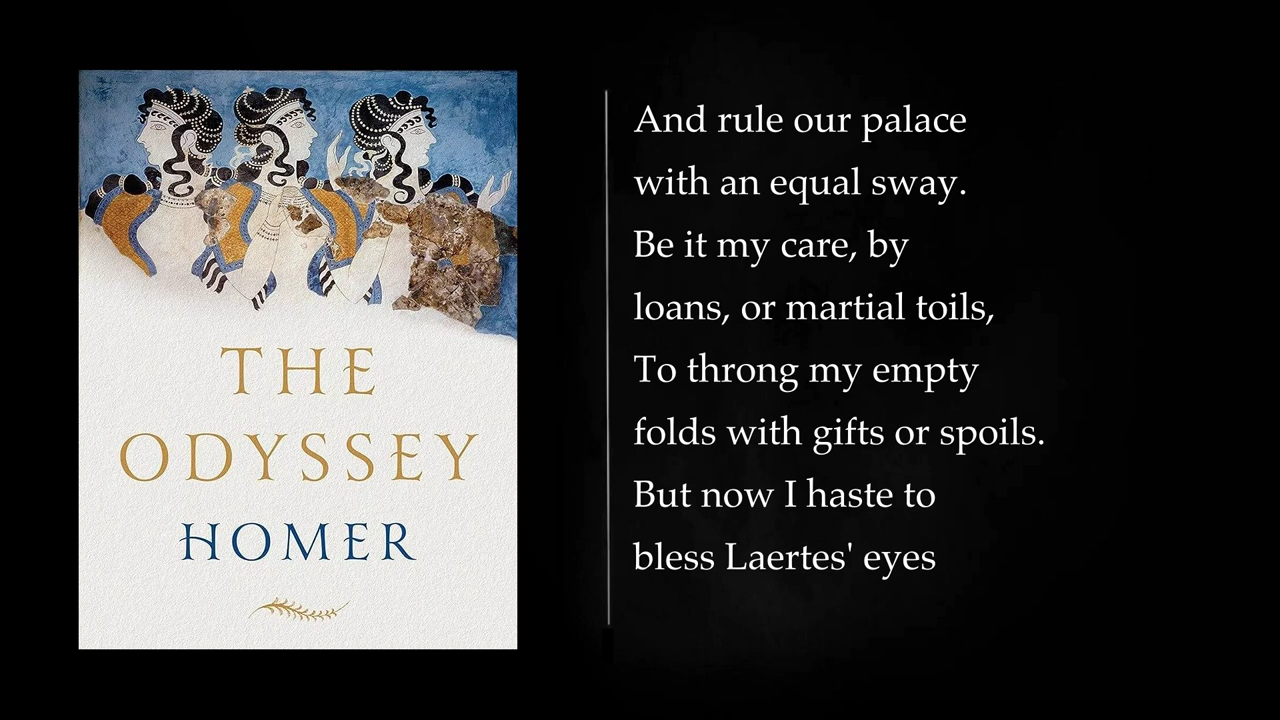 THE
ODYSSEY
HOMER
And rule our palace
with an equal sway.
Be it my care, by
loans, or martial toils,
To throng my empty
folds with gifts or spoils.
But now I haste to
bless Laertes' eyes